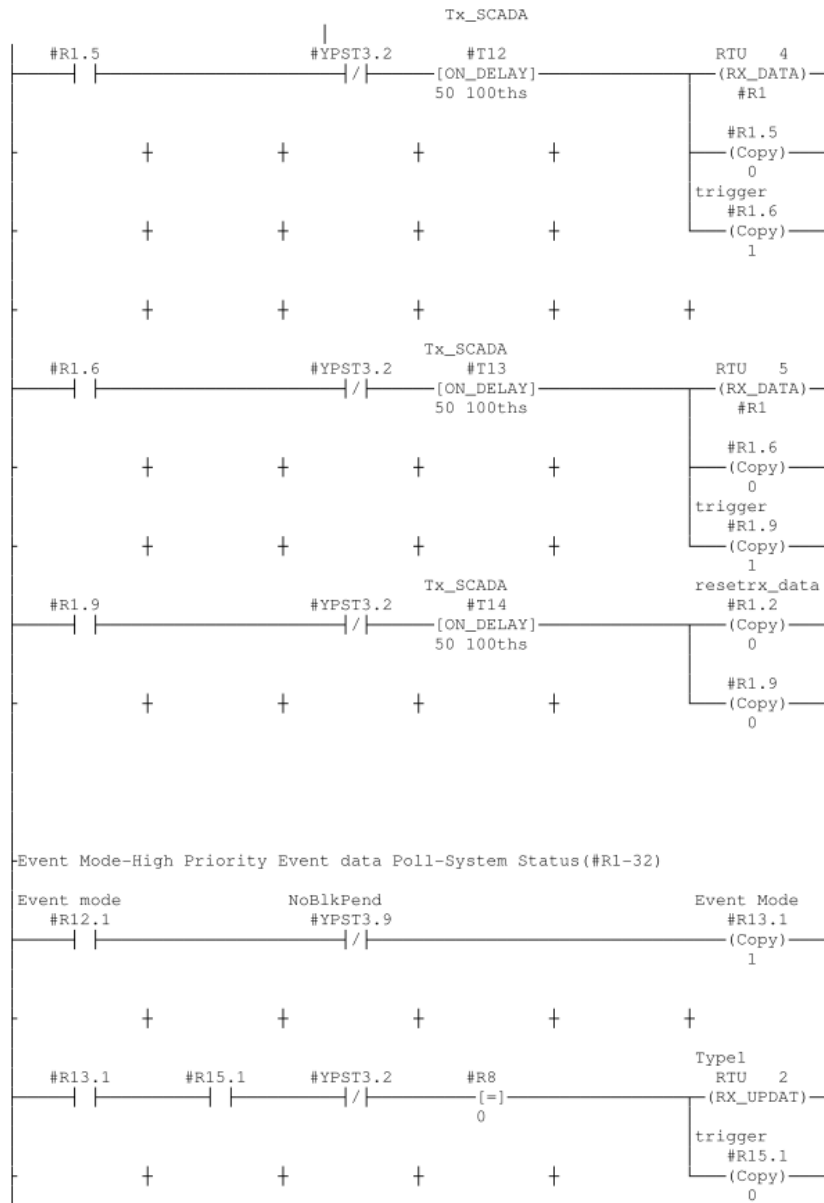 Tx_SCADA
#R1.5 #YPST3.2 #T12 RTU 4
[ON_DELAY] (RX_DATA)
50 100ths #R1
#R1.5
(Copy)
0
trigger
#R1.6
(Copy)
1
Tx_SCADA
#R1.6 #YPST3.2 #T13 RTU 5
[ON_DELAY] (RX_DATA)
50 100ths #R1
#R1.6
(Copy)
0
trigger
#R1.9
(Copy)
1
Tx_SCADA resetrx_data
#R1.9 #YPST3.2 #T14 #R1.2
[ON_DELAY] (Copy)
50 100ths 0
#R1.9
(Copy)
0
Event Mode-High Priority Event data Poll-System Status(#R1-32)
Event mode NoBlkPend Event Mode
#R12.1 #YPST3.9 #R13.1
(Copy)
1
Type1
#R13.1 #R15.1 #YPST3.2 #R8 RTU 2
[=] (RX_UPDAT)
0
trigger
#R15.1
(Copy)
0